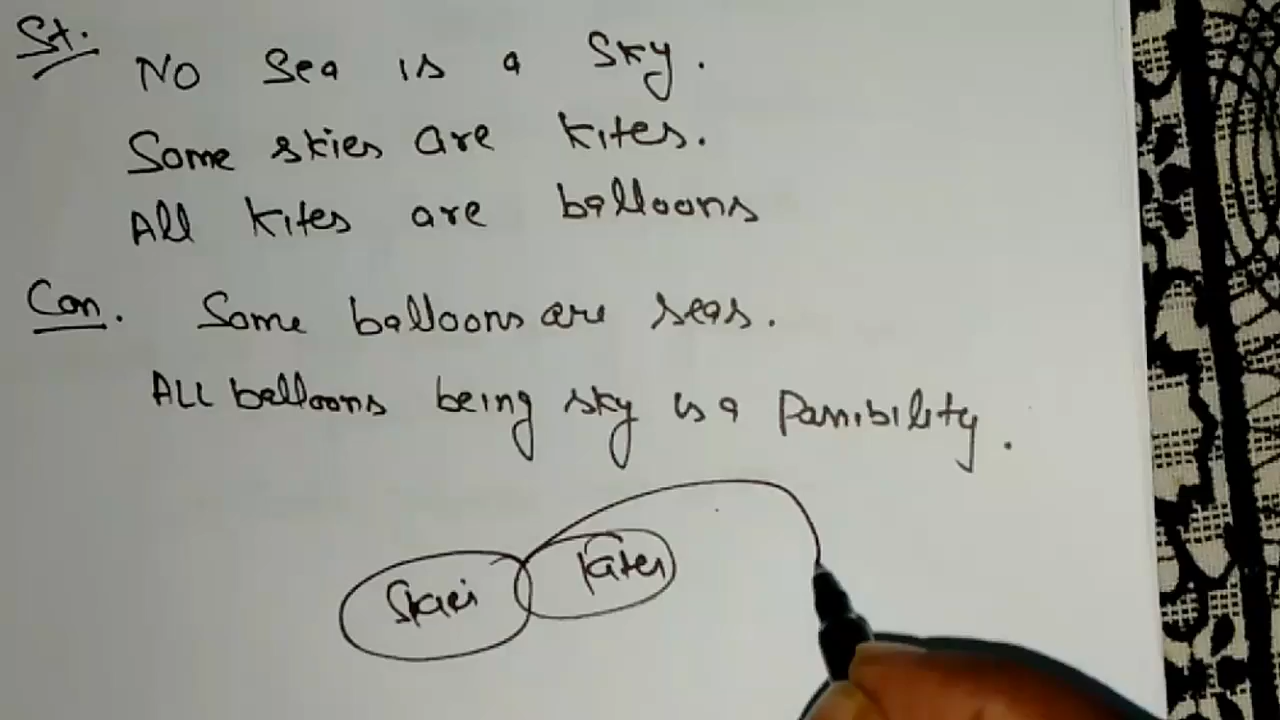 St.
No Sea is a Sky.
Some skies are kites.
All kites are balloons
Con. Some balloons are seas.
ALL balloons being sky is a Possibility.
Skies Kites